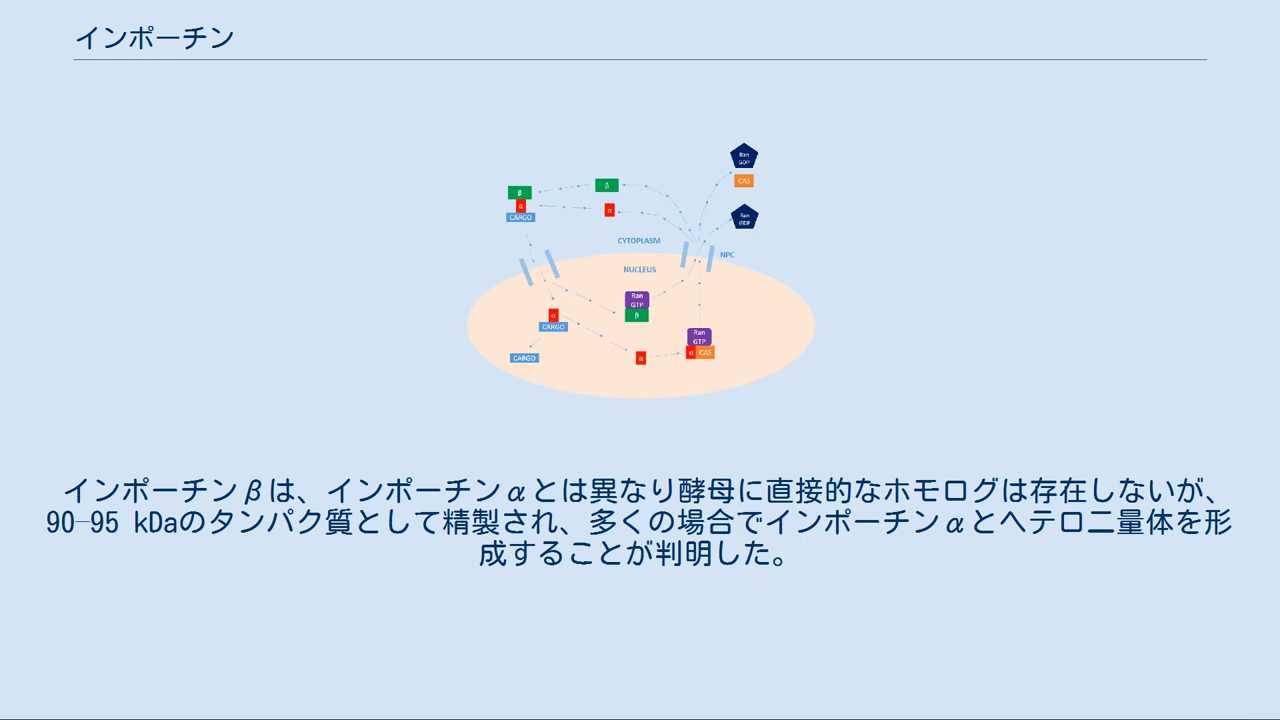 インポーチン
Ran
GDP
CAS
β
β
α
α
CARGO
Ran
GDP
CYTOPLASM
NPC
NUCLEUS
Ran
GTP
β
α
CARGO
Ran
GTP
α CAS
CARGO
α
インポーチンβは、インポーチンαとは異なり酵母に直接的なホモログは存在しないが、
90–95 kDaのタンパク質として精製され、多くの場合でインポーチンαとヘテロ二量体を形
成することが判明した。